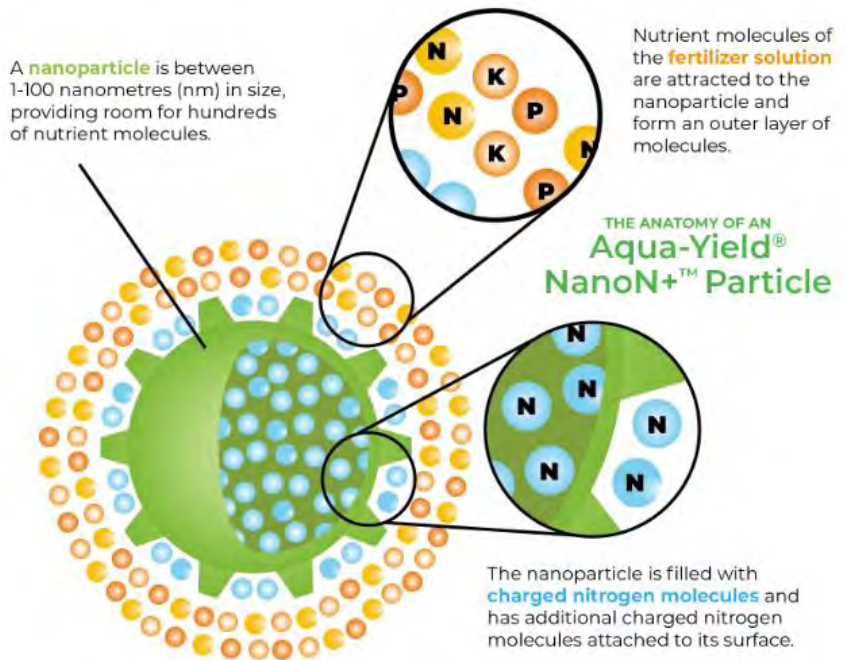 A nanoparticle is between
1-100 nanometres (nm) in size,
providing room for hundreds
of nutrient molecules.
N
K
P
N
P
K
N
P
Nutrient molecules of
the fertilizer solution
are attracted to the
nanoparticle and
form an outer layer of
molecules.
THE ANATOMY OF AN
Aqua-Yield®
NanoN+™ Particle
N
N
N
N
N
N
The nanoparticle is filled with
charged nitrogen molecules and
has additional charged nitrogen
molecules attached to its surface.